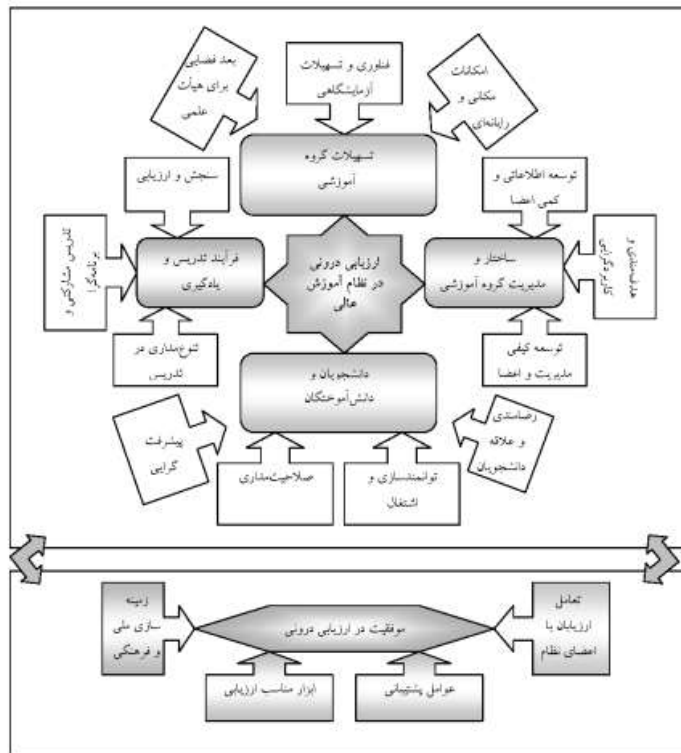 بعد فضایی
برای هیأت
علمی
فناوری و تسهیلات
آزمایشگاهی
امکانات
مکانی و
رایانه‌ای
تسهیلات گروه
آموزشی
سنجش و ارزیابی
توسعه اطلاعاتی و
کمی اعضا
تدریس مشارکتی و
برنامه‌گرا
فرآیند تدریس و
یادگیری
ارزیابی درونی
در نظام آموزش
عالی
ساختار و
مدیریت گروه آموزشی
هدف‌مندی و
کاربردگرایی
تنوع‌مداری در
تدریس
توسعه کیفی
مدیریت و اعضا
دانشجویان و
دانش‌آموختگان
پیشرفت
گرایی
صلاحیت‌مداری
توانمندسازی و
اشتغال
رضامندی
و علاقه
دانشجویان
زمینه
سازی ملی
و فرهنگی
موفقیت در ارزیابی درونی
تعامل
ارزیابان با
اعضای نظام
ابزار مناسب ارزیابی
عوامل پشتیبانی